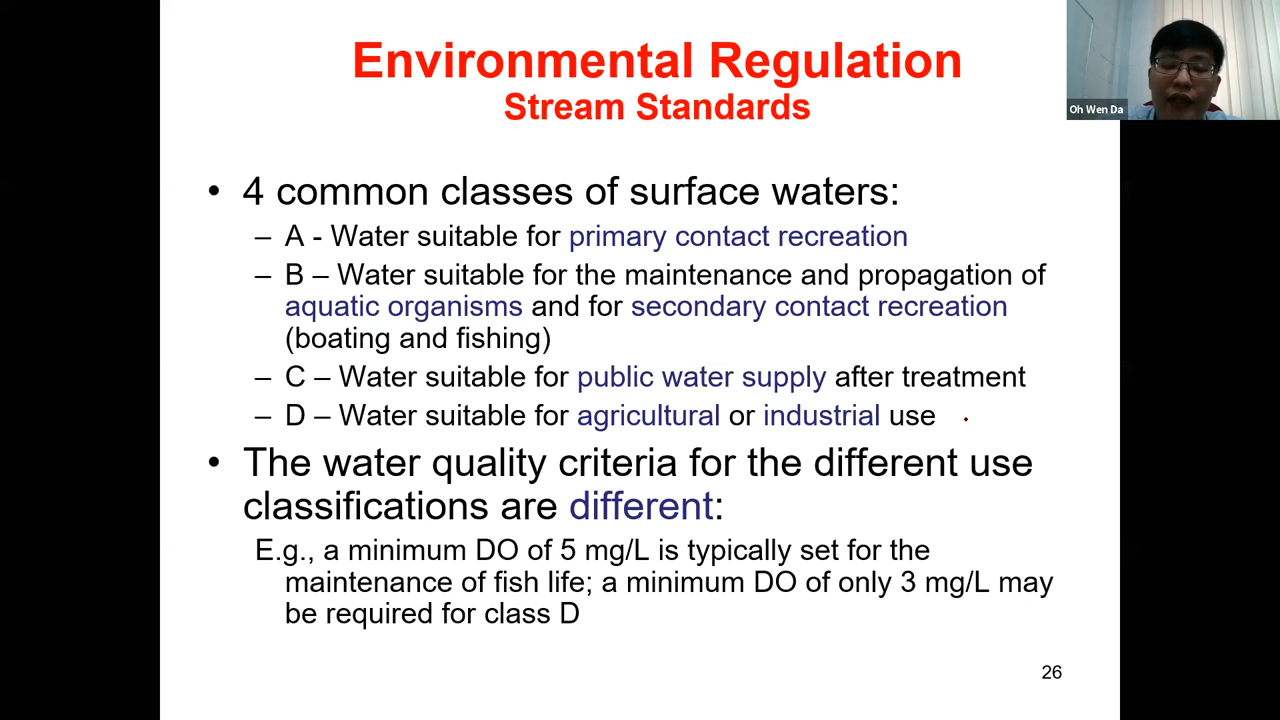 Environmental Regulation
Stream Standards
Oh Wen Da
• 4 common classes of surface waters:
– A - Water suitable for primary contact recreation
– B – Water suitable for the maintenance and propagation of
aquatic organisms and for secondary contact recreation
(boating and fishing)
– C – Water suitable for public water supply after treatment
– D – Water suitable for agricultural or industrial use
• The water quality criteria for the different use
classifications are different:
E.g., a minimum DO of 5 mg/L is typically set for the
maintenance of fish life; a minimum DO of only 3 mg/L may
be required for class D
26